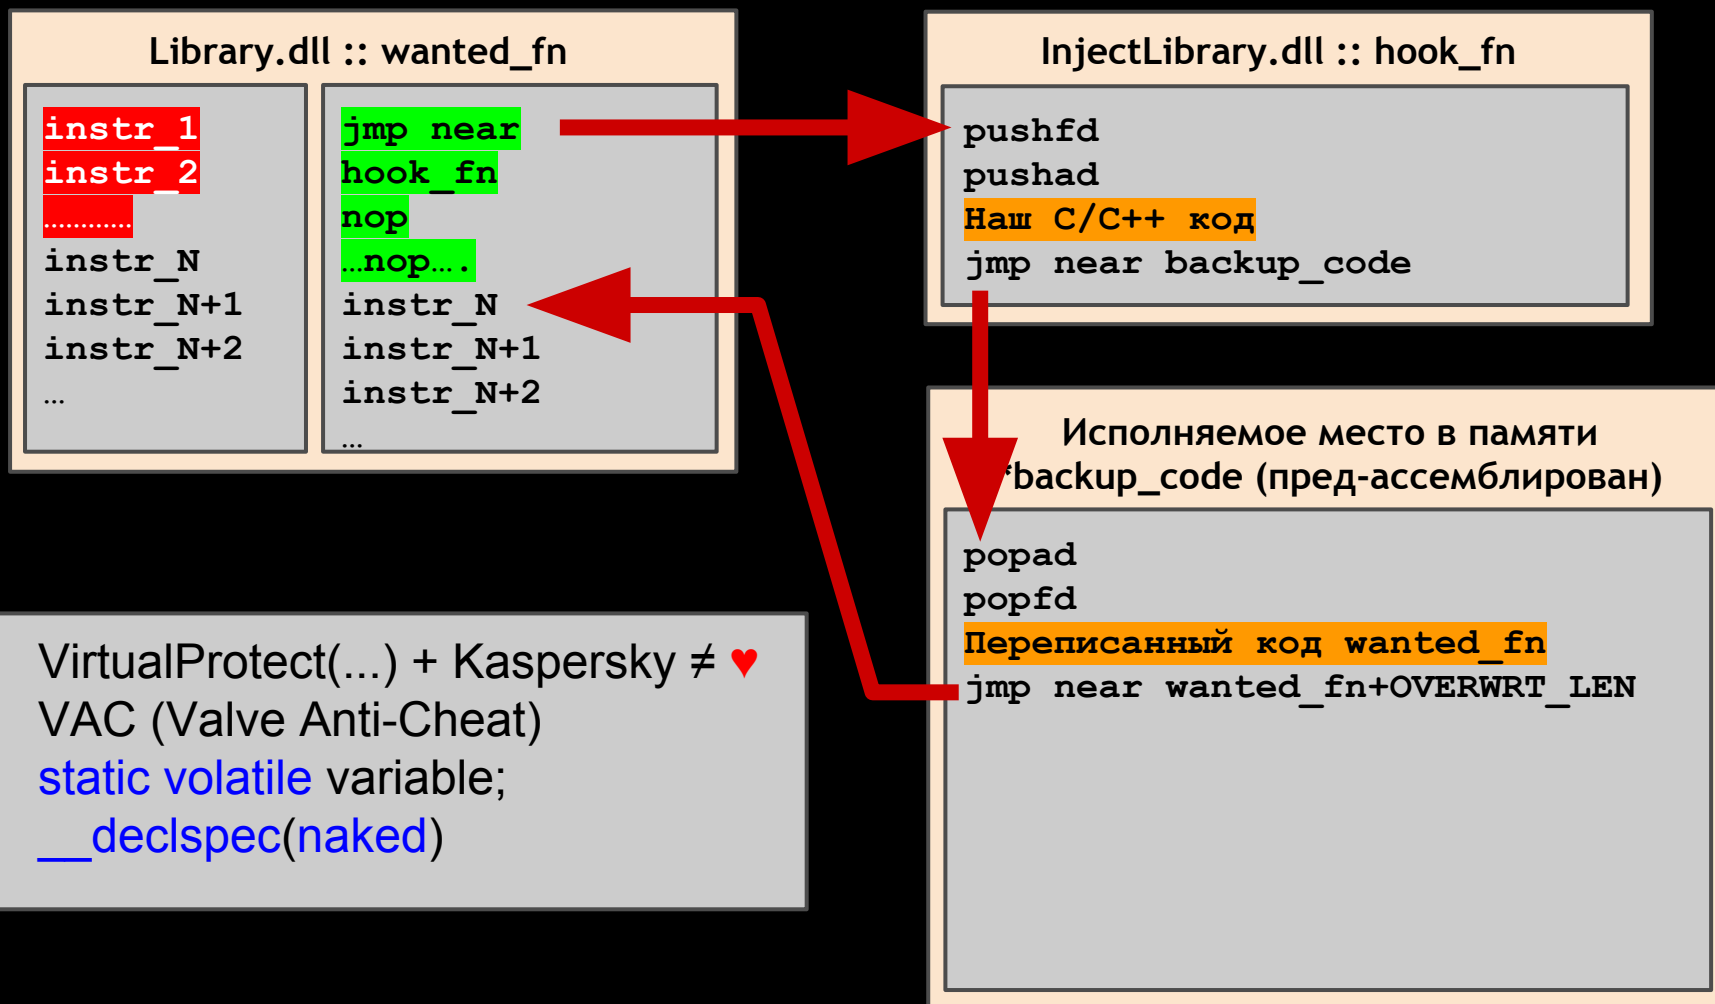 Library.dll :: wanted_fn
instr_1
instr_2
…………
instr_N
instr_N+1
instr_N+2
…
jmp near
hook_fn
nop
…nop….
instr_N
instr_N+1
instr_N+2
…
InjectLibrary.dll :: hook_fn
pushfd
pushad
Наш C/C++ код
jmp near backup_code
Исполняемое место в памяти
*backup_code (пред-ассемблирован)
popad
popfd
Переписанный код wanted_fn
jmp near wanted_fn+OVERWRT_LEN
VirtualProtect(...) + Kaspersky ≠ ♥
VAC (Valve Anti-Cheat)
static volatile variable;
__declspec(naked)